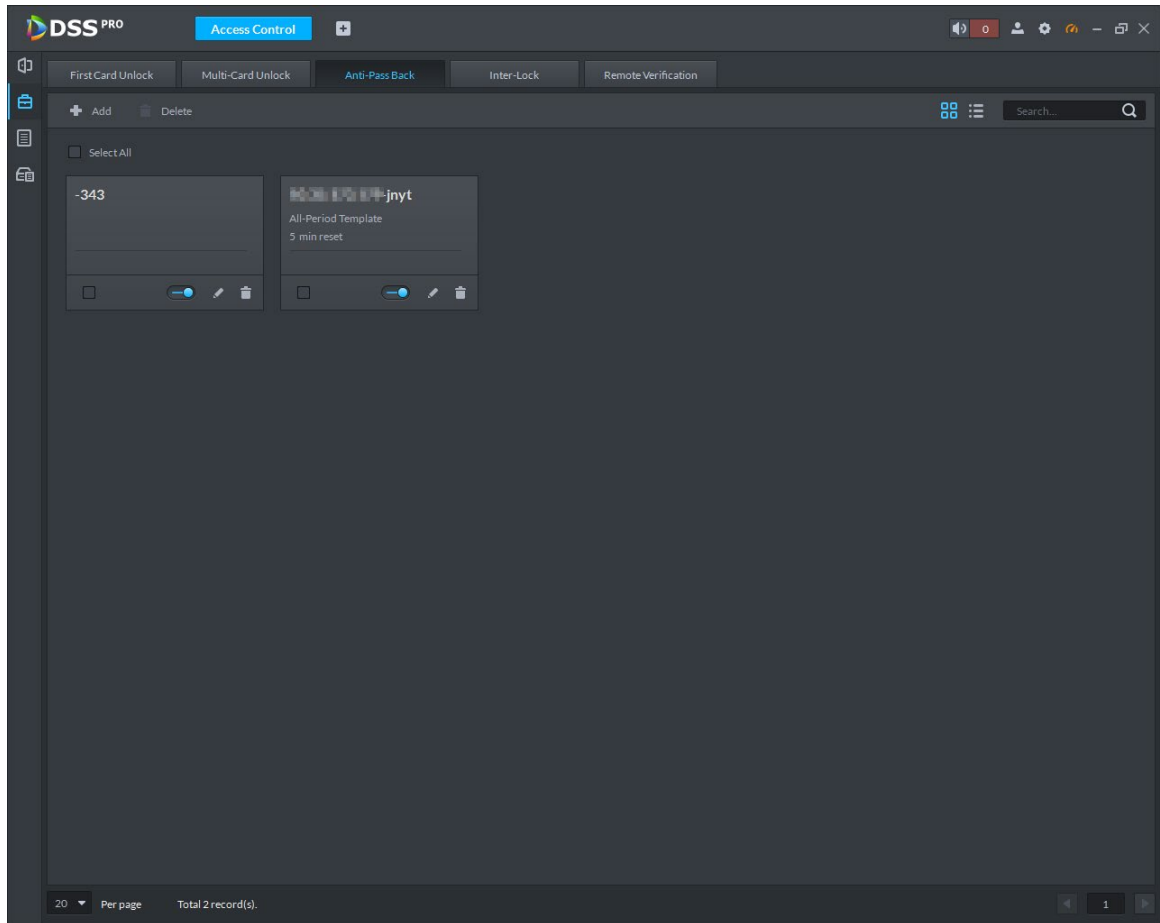 DSS PRO
Access Control
0
First Card Unlock
Multi-Card Unlock
Anti-Pass Back
Inter-Lock
Remote Verification
Add
Delete
Search...
Select All
-343
-jnyt
All-Period Template
5 min reset
20
Per page
Total 2 record(s).
1